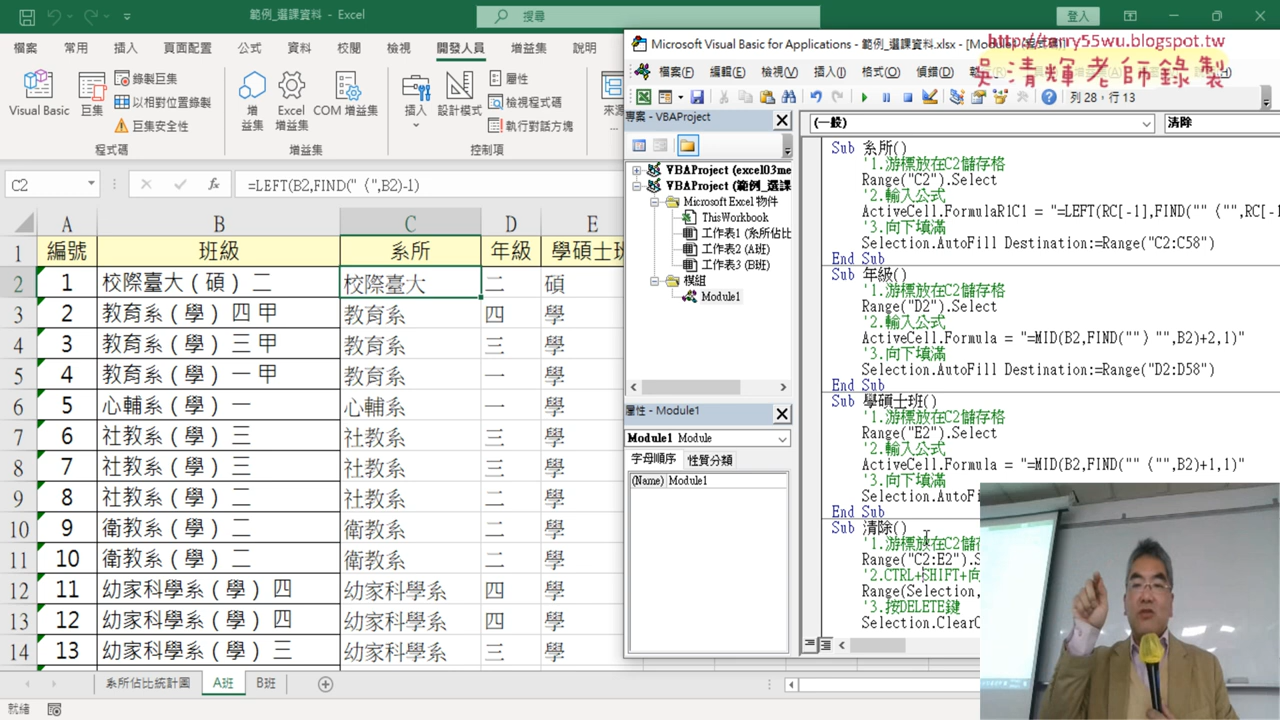 範例_選課資料 - Excel
搜尋
登入
檔案 常用 插入 頁面配置 公式 資料 校閱 檢視 開發人員 增益集 說明
Visual Basic
巨集
錄製巨集
以相對位置錄製
巨集安全性
程式碼
增益集
Excel 增益集
COM 增益集
增益集
插入
設計模式
屬性
檢視程式碼
執行對話方塊
控制項
C2
=LEFT(B2,FIND("（",B2)-1)
A B C D E
1 編號 班級 系所 年級 學碩士班
2 1 校際臺大（碩） 二 校際臺大 二 碩
3 2 教育系（學） 四 甲 教育系 四 學
4 3 教育系（學） 三 甲 教育系 三 學
5 4 教育系（學） 一 甲 教育系 一 學
6 5 心輔系（學） 一 心輔系 一 學
7 6 社教系（學） 三 社教系 三 學
8 7 社教系（學） 三 社教系 三 學
9 8 社教系（學） 二 社教系 二 學
10 9 衛教系（學） 二 衛教系 二 學
11 10 衛教系（學） 二 衛教系 二 學
12 11 幼家科學系（學） 四 幼家科學系 四 學
13 12 幼家科學系（學） 四 幼家科學系 四 學
14 13 幼家科學系（學） 三 幼家科學系 三 學
系所佔比統計圖 A班 B班
就緒
Microsoft Visual Basic for Applications - 範例_選課資料.xlsx - [Module
http://terry55wu.blogspot.tw
吳清輝老師錄製
檔案(F) 編輯(E) 檢視(V) 插入(I) 格式(O) 偵錯(D)
列 28，行 13
專案 - VBAProject
VBAProject (excel03me
VBAProject (範例_選課
Microsoft Excel 物件
ThisWorkbook
工作表1 (系所佔比
工作表2 (A班)
工作表3 (B班)
模組
Module1
屬性 - Module1
Module1 Module
字母順序 性質分類
(Name) Module1
(一般)
清除
Sub 系所()
'1.游標放在C2儲存格
Range("C2").Select
'2.輸入公式
ActiveCell.FormulaR1C1 = "=LEFT(RC[-1],FIND(""（"",RC[-1
'3.向下填滿
Selection.AutoFill Destination:=Range("C2:C58")
End Sub
Sub 年級()
'1.游標放在C2儲存格
Range("D2").Select
'2.輸入公式
ActiveCell.Formula = "=MID(B2,FIND(""）"",B2)+2,1)"
'3.向下填滿
Selection.AutoFill Destination:=Range("D2:D58")
End Sub
Sub 學碩士班()
'1.游標放在C2儲存格
Range("E2").Select
'2.輸入公式
ActiveCell.Formula = "=MID(B2,FIND(""（"",B2)+1,1)"
'3.向下填滿
Selection.AutoFi
End Sub
Sub 清除()
'1.游標放在C2儲存
Range("C2:E2").S
'2.CTRL+SHIFT+向
Range(Selection,
'3.按DELETE鍵
Selection.ClearC